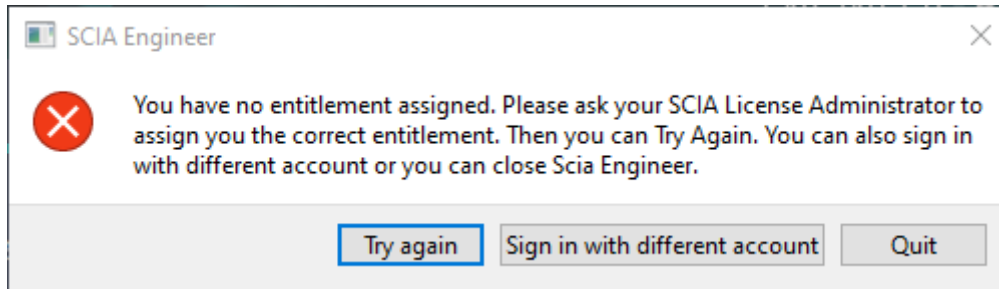 SCIA Engineer
You have no entitlement assigned. Please ask your SCIA License Administrator to
assign you the correct entitlement. Then you can Try Again. You can also sign in
with different account or you can close Scia Engineer.
Try again
Sign in with different account
Quit